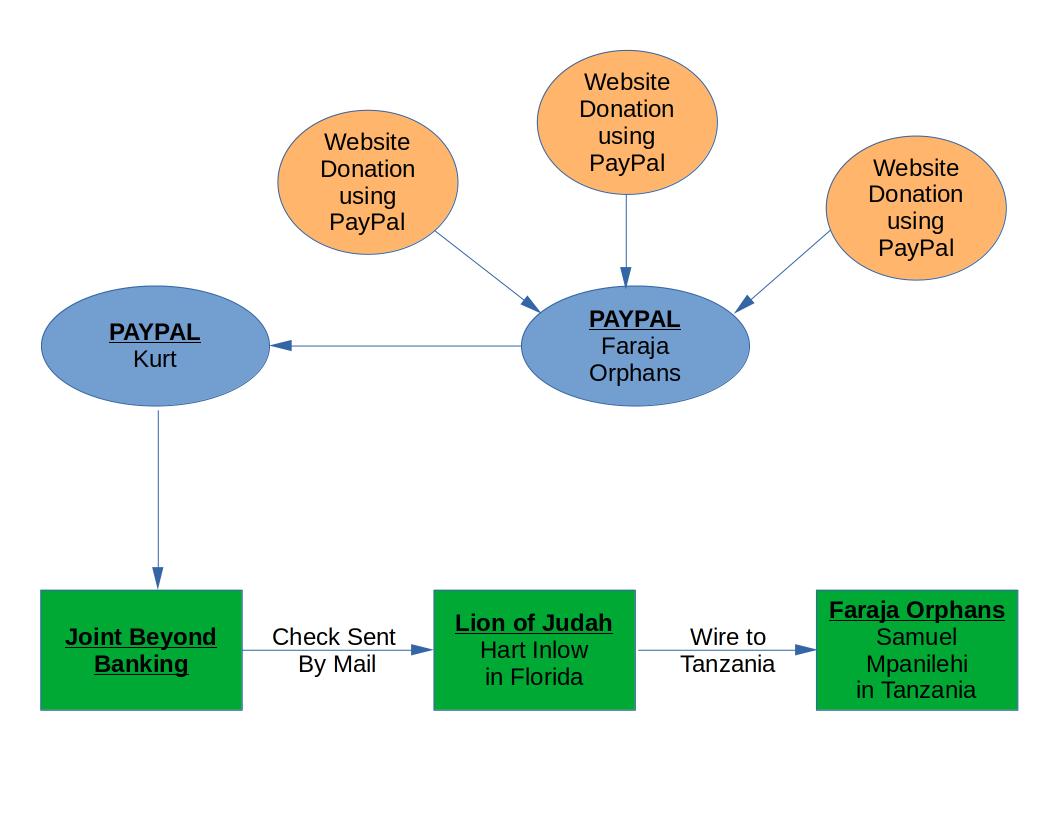 Website
Donation
using
PayPal
Website
Donation
using
PayPal
Website
Donation
using
PayPal
PAYPAL
Kurt
PAYPAL
Faraja
Orphans
Joint Beyond
Banking
Check Sent
By Mail
Lion of Judah
Hart Inlow
in Florida
Wire to
Tanzania
Faraja Orphans
Samuel
Mpanilehi
in Tanzania